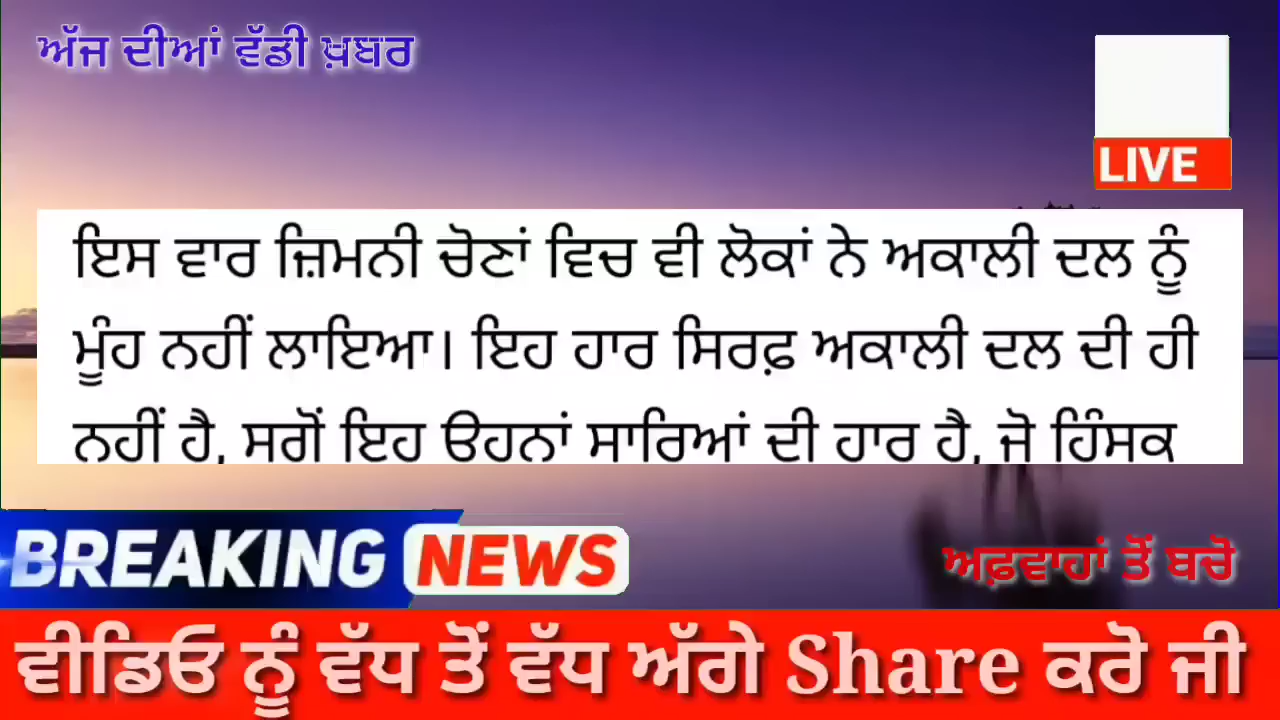 ਅੱਜ ਦੀਆਂ ਵੱਡੀ ਖ਼ਬਰ
LIVE
ਇਸ ਵਾਰ ਜ਼ਿਮਨੀ ਚੋਣਾਂ ਵਿਚ ਵੀ ਲੋਕਾਂ ਨੇ ਅਕਾਲੀ ਦਲ ਨੂੰ
ਮੂੰਹ ਨਹੀਂ ਲਾਇਆ। ਇਹ ਹਾਰ ਸਿਰਫ਼ ਅਕਾਲੀ ਦਲ ਦੀ ਹੀ
ਨਹੀਂ ਹੈ, ਸਗੋਂ ਇਹ ੳਹਨਾਂ ਸਾਰਿਆਂ ਦੀ ਹਾਰ ਹੈ, ਜੋ ਹਿੰਸਕ
BREAKING NEWS
ਅਫ਼ਵਾਹਾਂ ਤੋਂ ਬਚੋ
ਵੀਡਿਓ ਨੂੰ ਵੱਧ ਤੋਂ ਵੱਧ ਅੱਗੇ Share ਕਰੋ ਜੀ